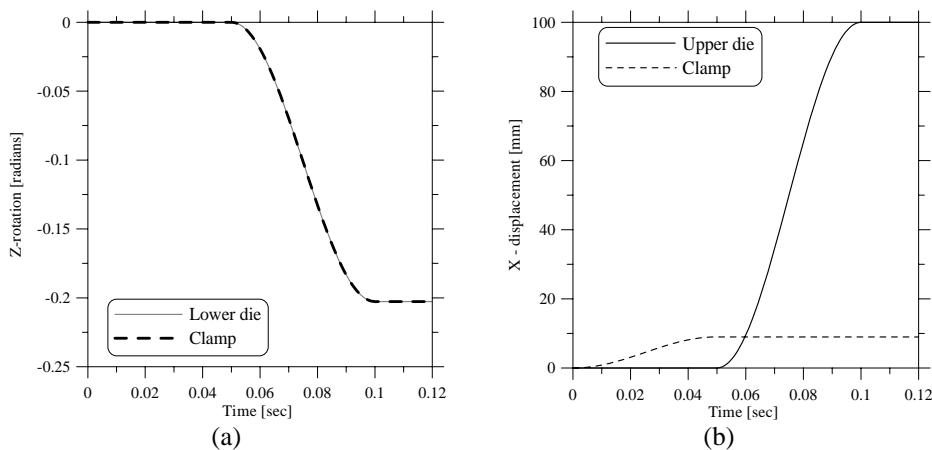 0
-0.05
-0.1
-0.15
-0.2
-0.25
Z-rotation [radians]
Lower die
Clamp
0 0.02 0.04 0.06 0.08 0.1 0.12
Time [sec]
(a)
100
80
60
40
20
0
X - displacement [mm]
Upper die
Clamp
0 0.02 0.04 0.06 0.08 0.1 0.12
Time [sec]
(b)